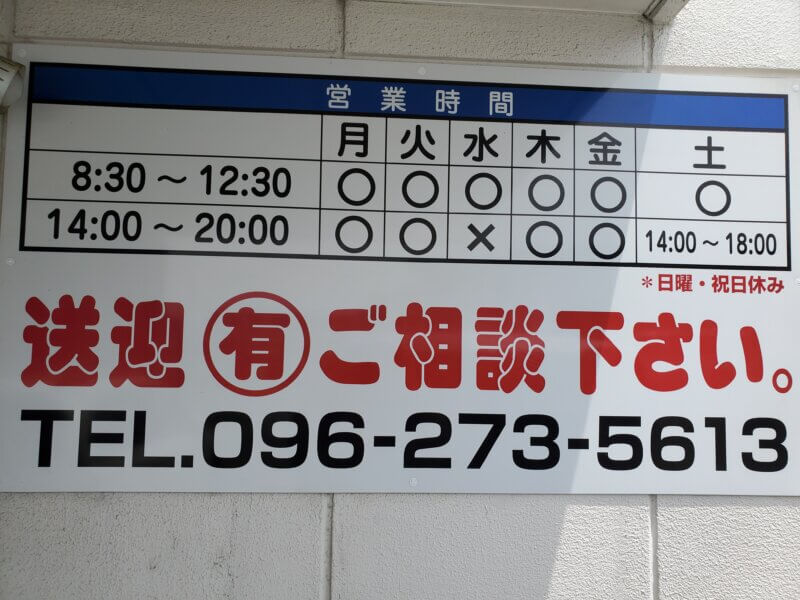 営業時間
月 火 水 木 金 土
8:30～12:30 ○ ○ ○ ○ ○ ○
14:00～20:00 ○ ○ × ○ ○ 14:00～18:00
＊日曜・祝日休み
送迎㊒ご相談下さい。
TEL.096-273-5613